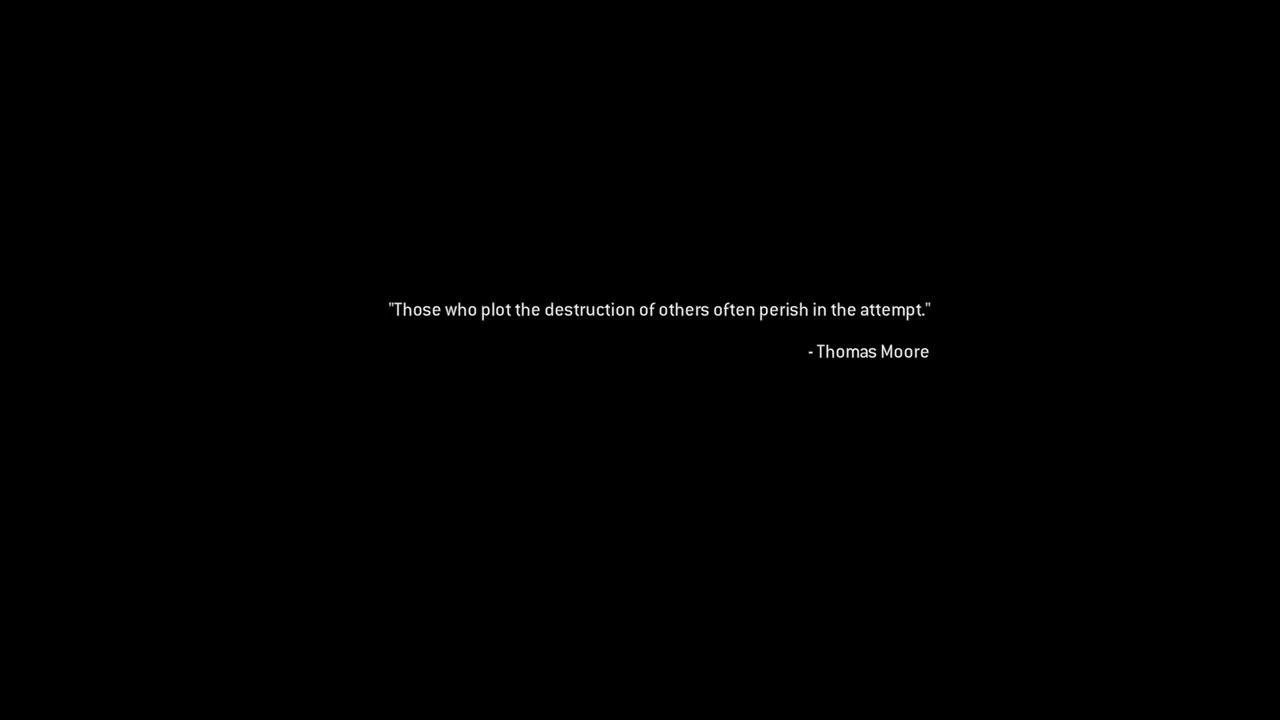 "Those who plot the destruction of others often perish in the attempt."
- Thomas Moore